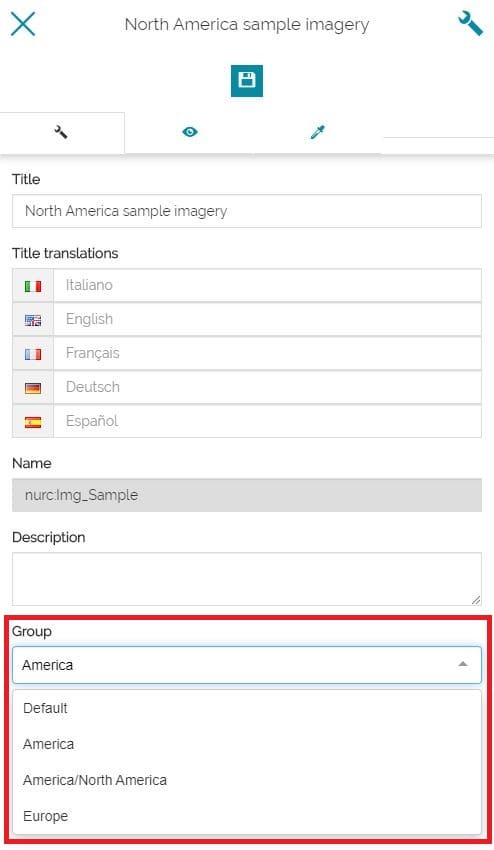 North America sample imagery
Title
North America sample imagery
Title translations
Italiano
English
Français
Deutsch
Español
Name
nurc:Img_Sample
Description
Group
America
Default
America
America/North America
Europe